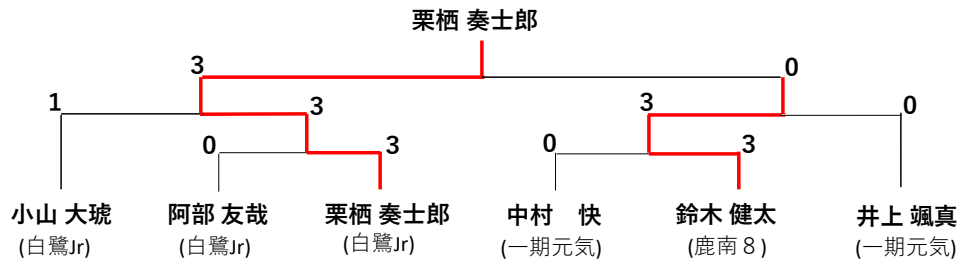 栗栖 奏士郎
3 0
1 3 3 0
0 3 0 3
小山 大琥 阿部 友哉 栗栖 奏士郎 中村　快 鈴木 健太 井上 颯真
(白鷺Jr) (白鷺Jr) (白鷺Jr) (一期元気) (鹿南８) (一期元気)